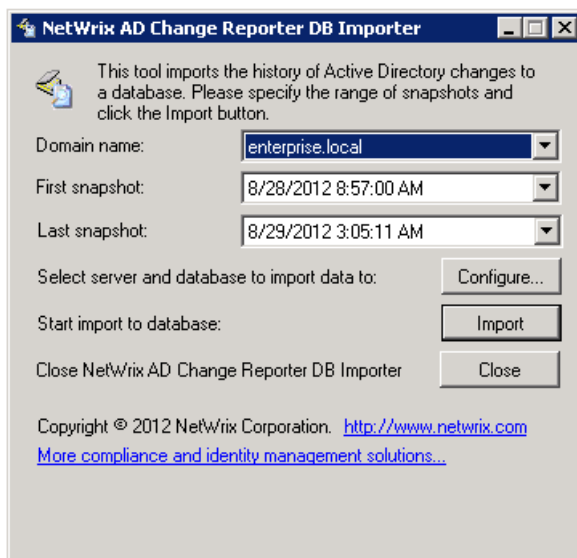 NetWrix AD Change Reporter DB Importer
This tool imports the history of Active Directory changes to
a database. Please specify the range of snapshots and
click the Import button.
Domain name: enterprise.local
First snapshot: 8/28/2012 8:57:00 AM
Last snapshot: 8/29/2012 3:05:11 AM
Select server and database to import data to: Configure...
Start import to database: Import
Close NetWrix AD Change Reporter DB Importer Close
Copyright © 2012 NetWrix Corporation. http://www.netwrix.com
More compliance and identity management solutions...